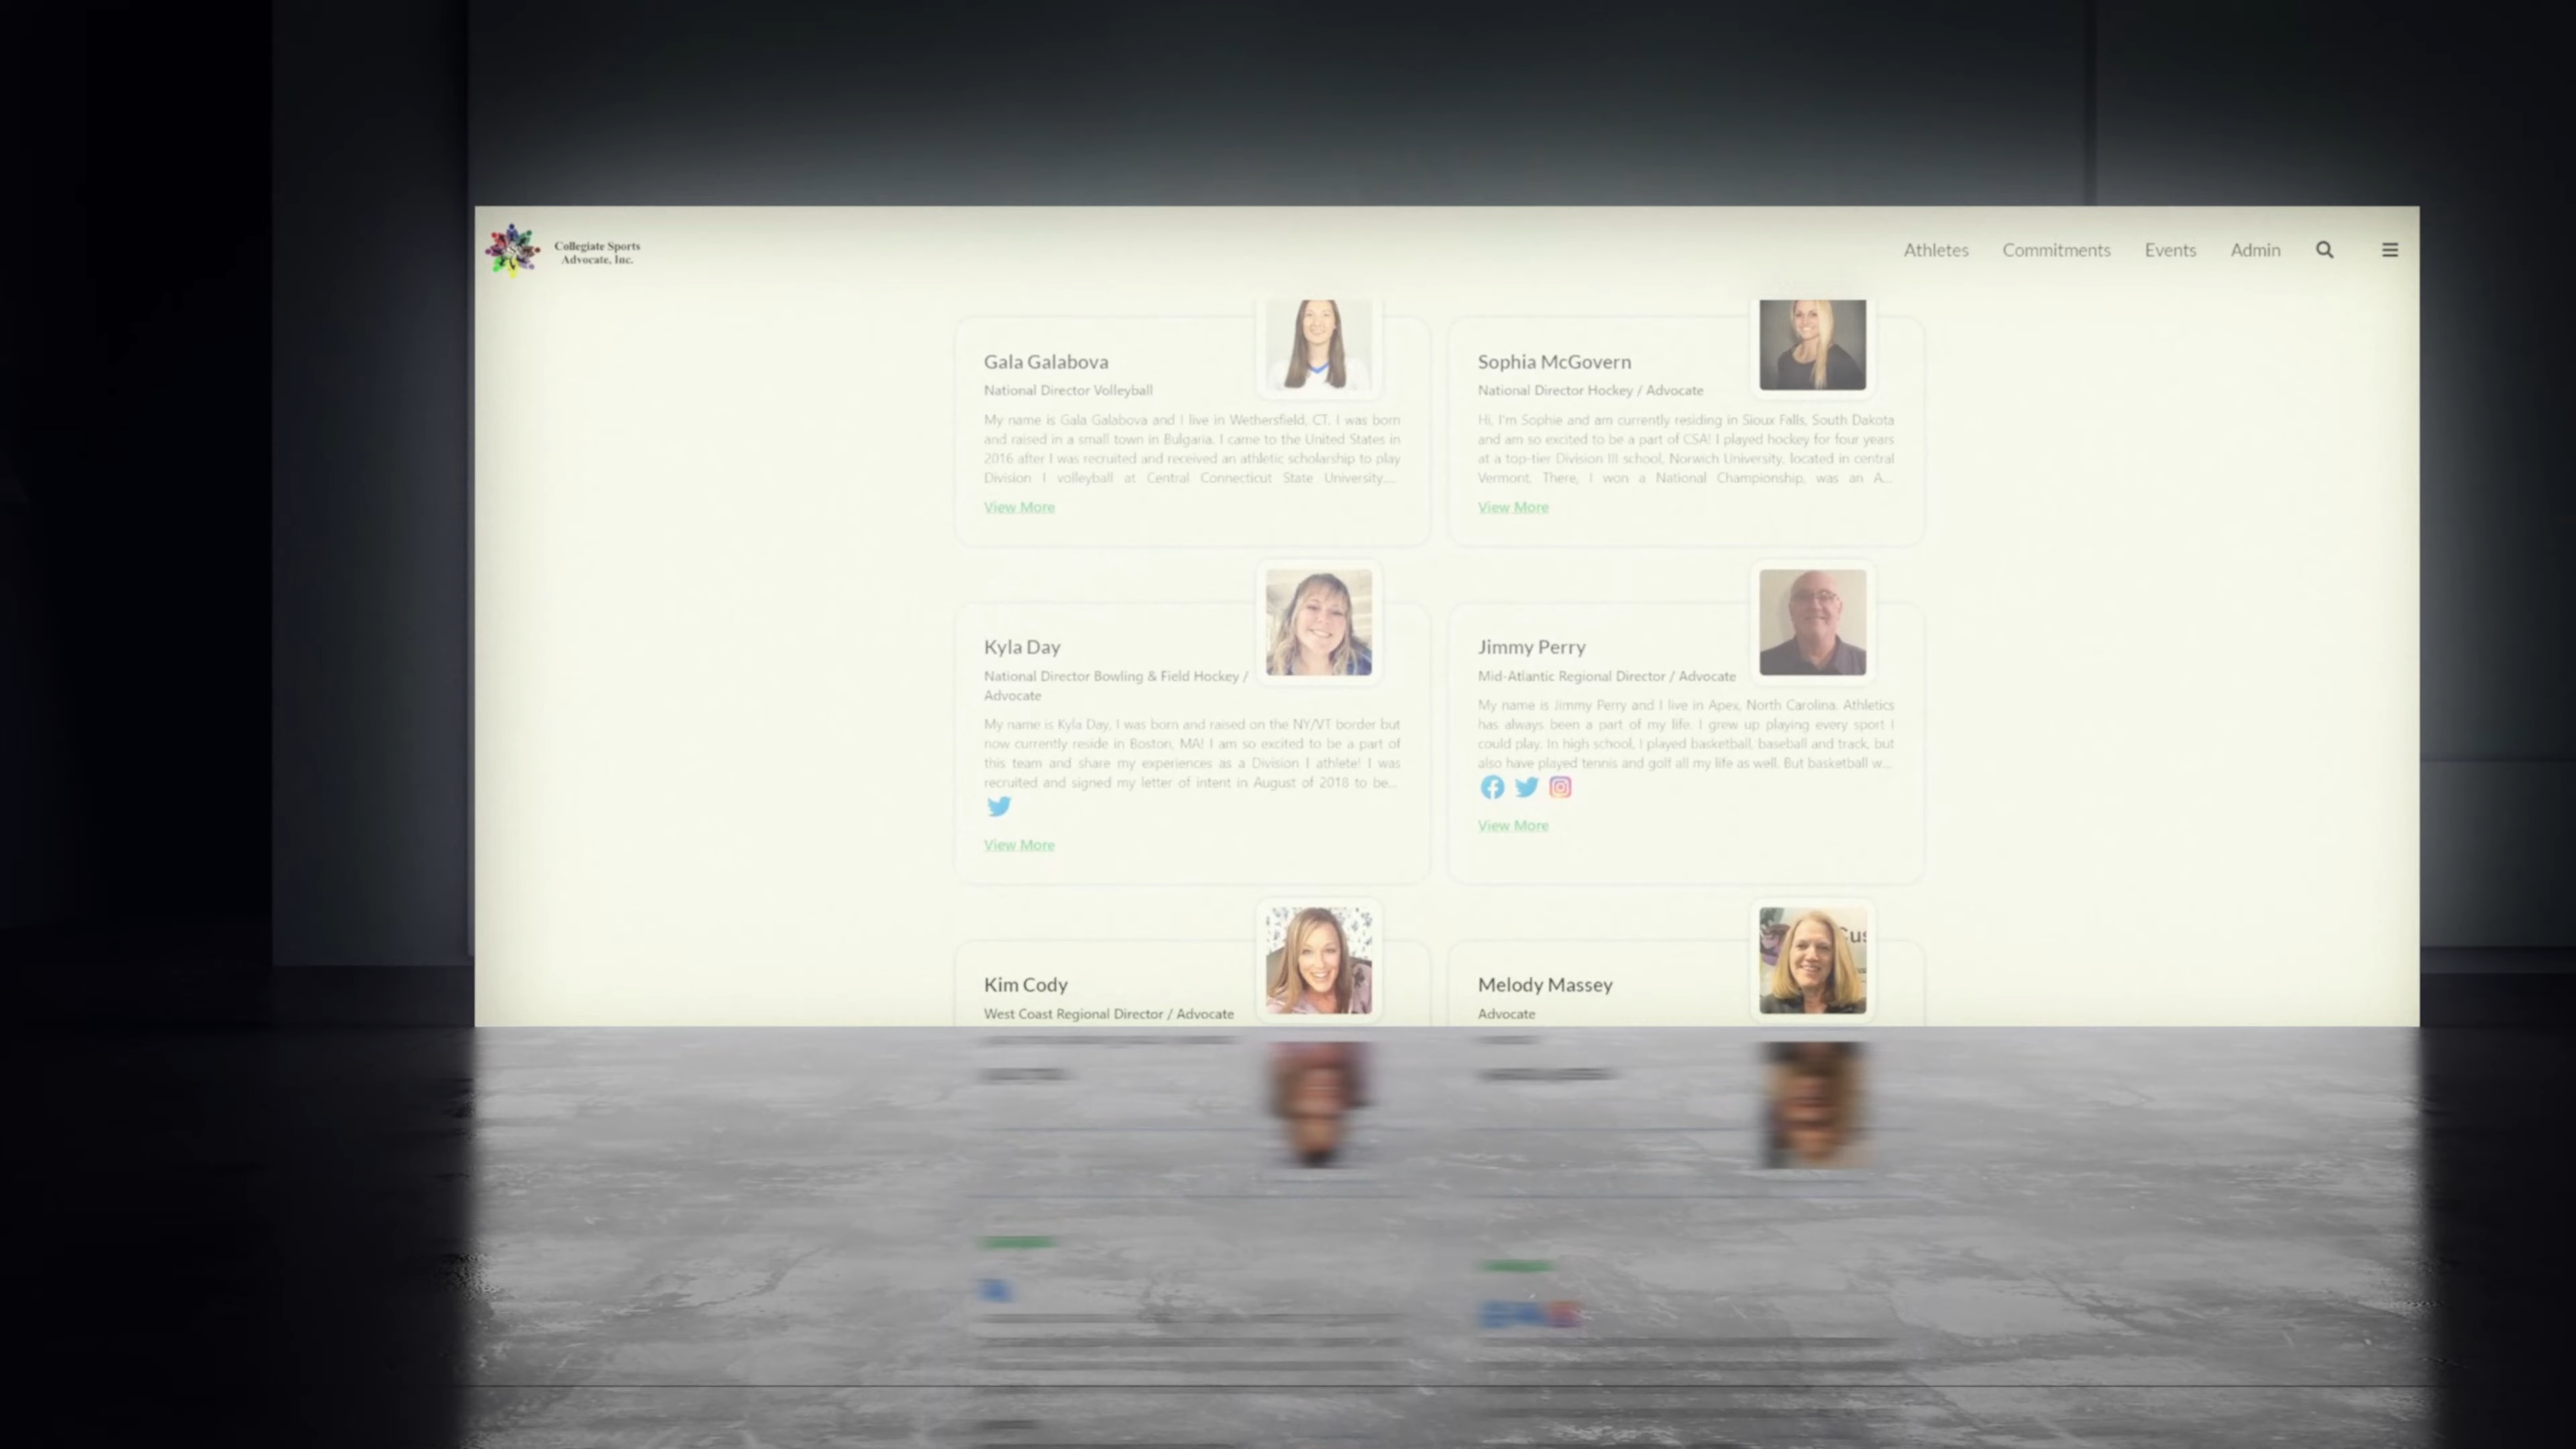 Collegiate Sports
Advocate, Inc.
Athletes Commitments Events Admin
Gala Galabova
National Director Volleyball
My name is Gala Galabova and I live in Wethersfield, CT. I was born
and raised in a small town in Bulgaria. I came to the United States in
2016 after I was recruited and received an athletic scholarship to play
Division I volleyball at Central Connecticut State University....
View More
Sophia McGovern
National Director Hockey / Advocate
Hi, I'm Sophie and am currently residing in Sioux Falls, South Dakota
and am so excited to be a part of CSA! I played hockey for four years
at a top-tier Division III school, Norwich University, located in central
Vermont. There, I won a National Championship, was an A...
View More
Kyla Day
National Director Bowling & Field Hockey /
Advocate
My name is Kyla Day, I was born and raised on the NY/VT border but
now currently reside in Boston, MA! I am so excited to be a part of
this team and share my experiences as a Division I athlete! I was
recruited and signed my letter of intent in August of 2018 to be...
View More
Jimmy Perry
Mid-Atlantic Regional Director / Advocate
My name is Jimmy Perry and I live in Apex, North Carolina. Athletics
has always been a part of my life. I grew up playing every sport I
could play. In high school, I played basketball, baseball and track, but
also have played tennis and golf all my life as well. But basketball w...
View More
Kim Cody
West Coast Regional Director / Advocate
Melody Massey
Advocate
Cus